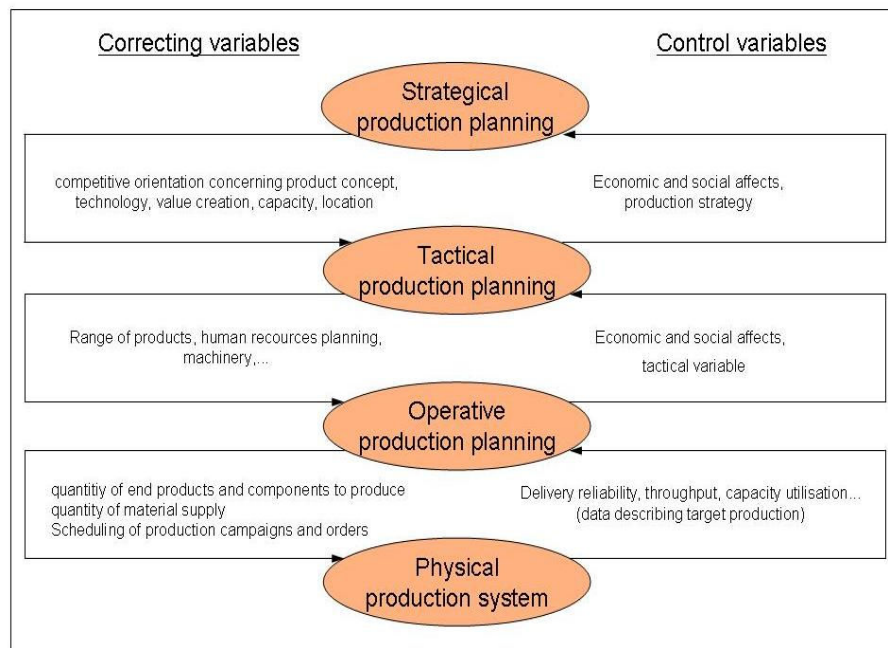 Correcting variables
Control variables
Strategical
production planning
competitive orientation concerning product concept,
technology, value creation, capacity, location
Economic and social affects,
production strategy
Tactical
production planning
Range of products, human recources planning,
machinery,...
Economic and social affects,
tactical variable
Operative
production planning
quantitiy of end products and components to produce
quantity of material supply
Scheduling of production campaigns and orders
Delivery reliability, throughput, capacity utilisation...
(data describing target production)
Physical
production system